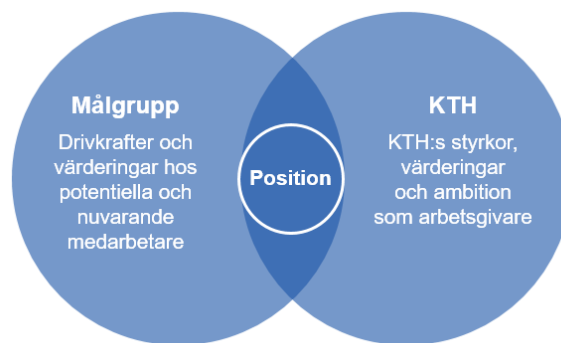 Målgrupp
Drivkrafter och
värderingar hos
potentiella och
nuvarande
medarbetare
Position
KTH
KTH:s styrkor,
värderingar
och ambition
som arbetsgivare